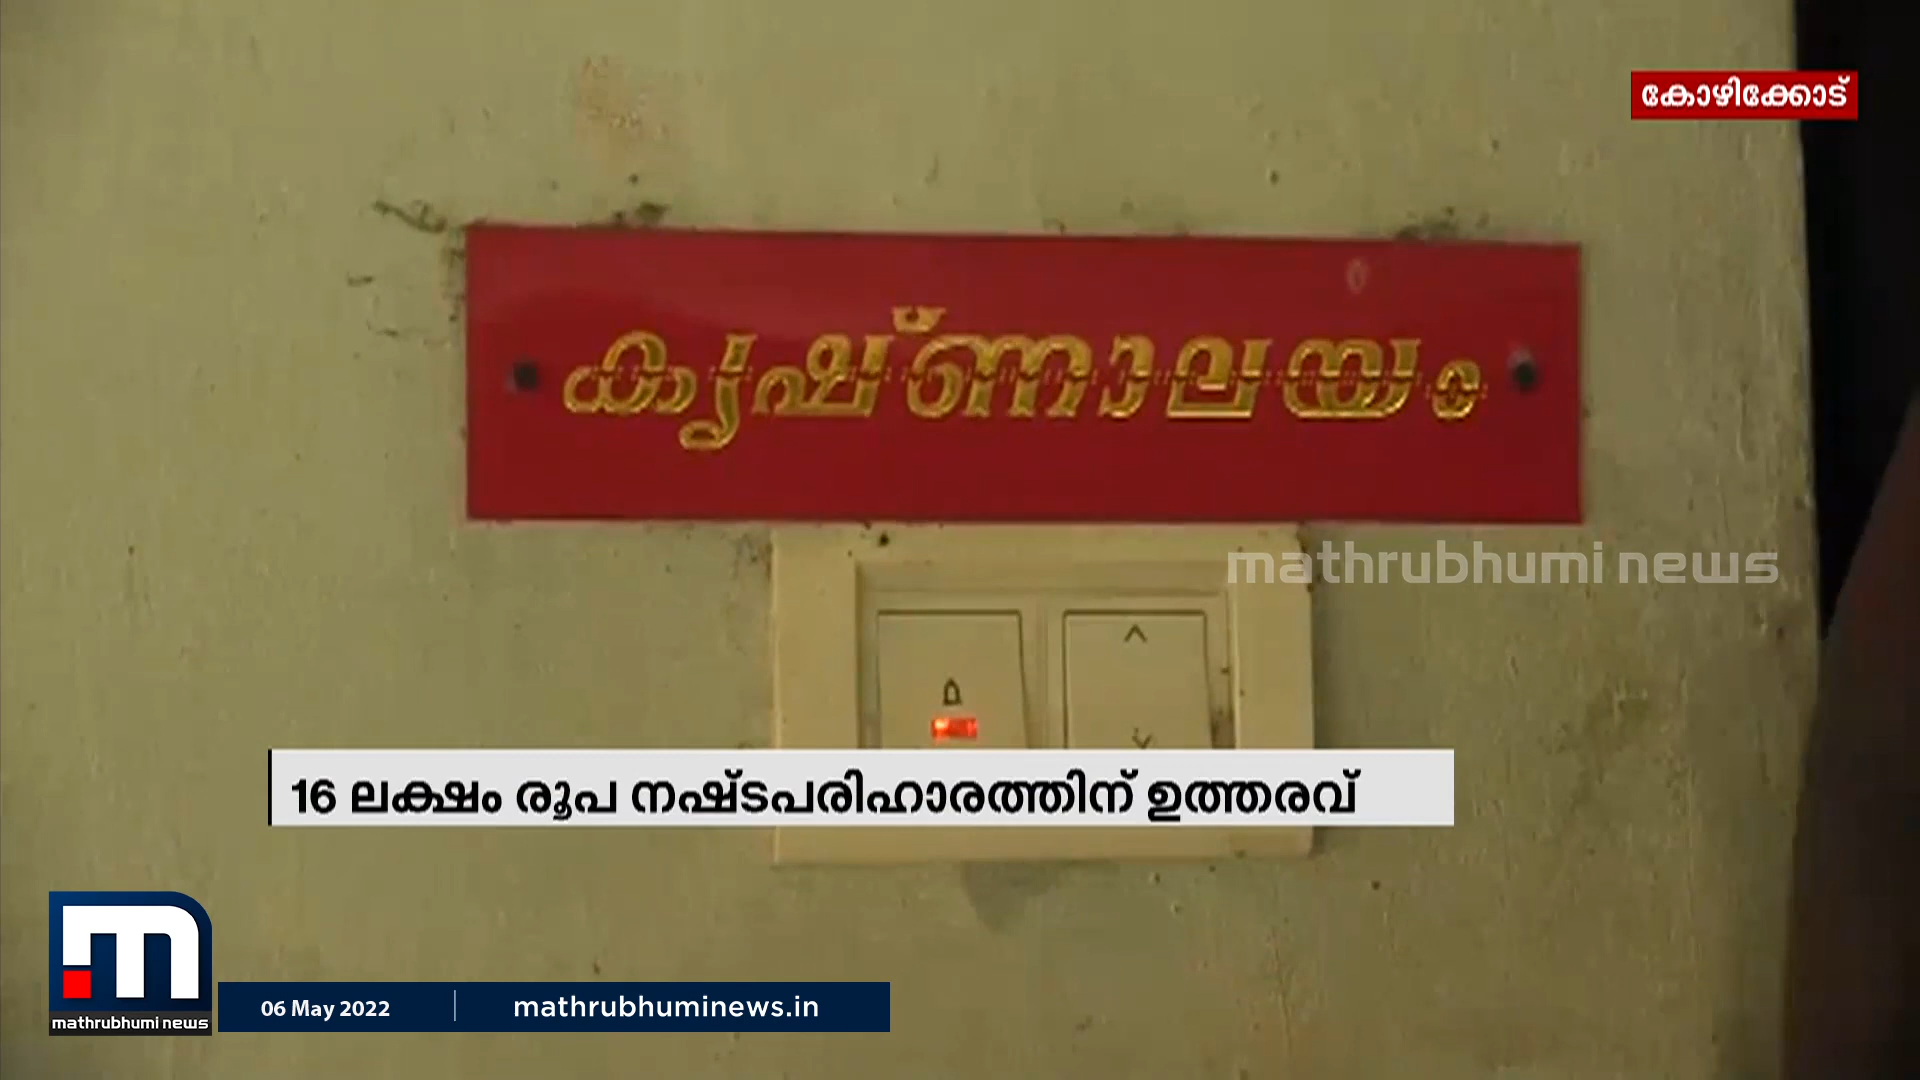 കോഴിക്കോട്
കൃഷ്ണാലയം
mathrubhumi news
16 ലക്ഷം രൂപ നഷ്ടപരിഹാരത്തിന് ഉത്തരവ്
mathrubhumi news
06 May 2022
mathrubhuminews.in